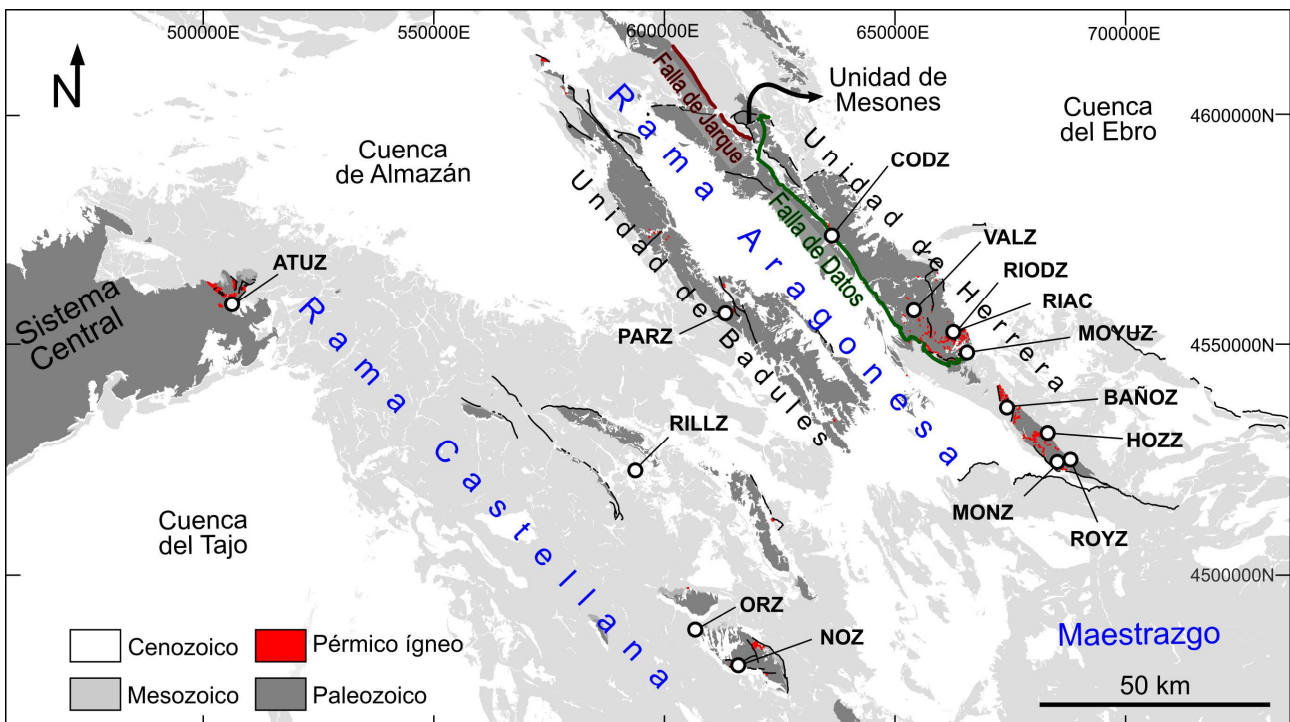 500000E
550000E
600000E
650000E
700000E
N
Falla de Jarque
Unidad de
Mesones
Cuenca
del Ebro
4600000N
Cuenca
de Almazán
Rama Aragonesa
Unidad de Herrera
CODZ
Unidad de Badules
Falla de Datos
VALZ
RIODZ
RIAC
MOYUZ
ATUZ
Sistema
Central
PARZ
4550000N
Rama Castellana
BAÑOZ
RILLZ
HOZZ
MONZ
ROYZ
Cuenca
del Tajo
4500000N
ORZ
NOZ
Maestrazgo
Cenozoico
Pérmico ígneo
Mesozoico
Paleozoico
50 km